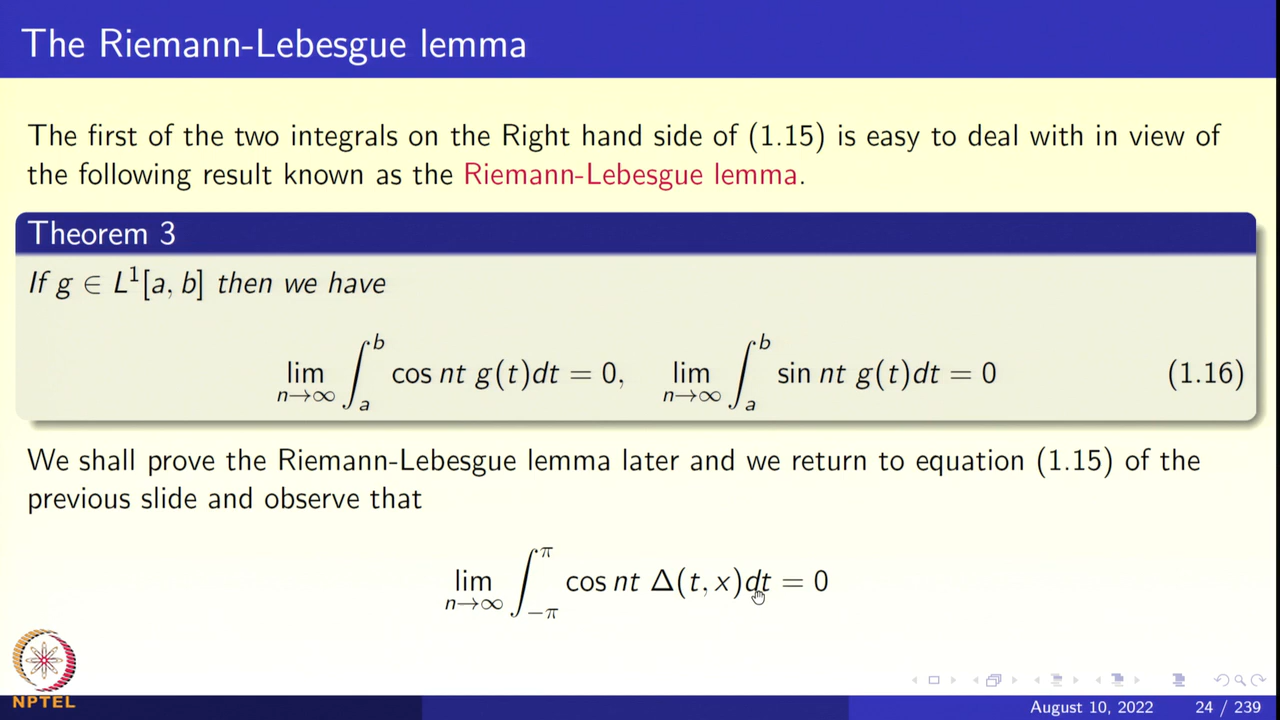 The Riemann-Lebesgue lemma
The first of the two integrals on the Right hand side of (1.15) is easy to deal with in view of
the following result known as the Riemann-Lebesgue lemma.
Theorem 3
If g ∈ L¹[a, b] then we have
lim_{n→∞} ∫_a^b cos nt g(t)dt = 0, lim_{n→∞} ∫_a^b sin nt g(t)dt = 0 (1.16)
We shall prove the Riemann-Lebesgue lemma later and we return to equation (1.15) of the
previous slide and observe that
lim_{n→∞} ∫_{−π}^π cos nt Δ(t, x)dt = 0
NPTEL
August 10, 2022 24 / 239